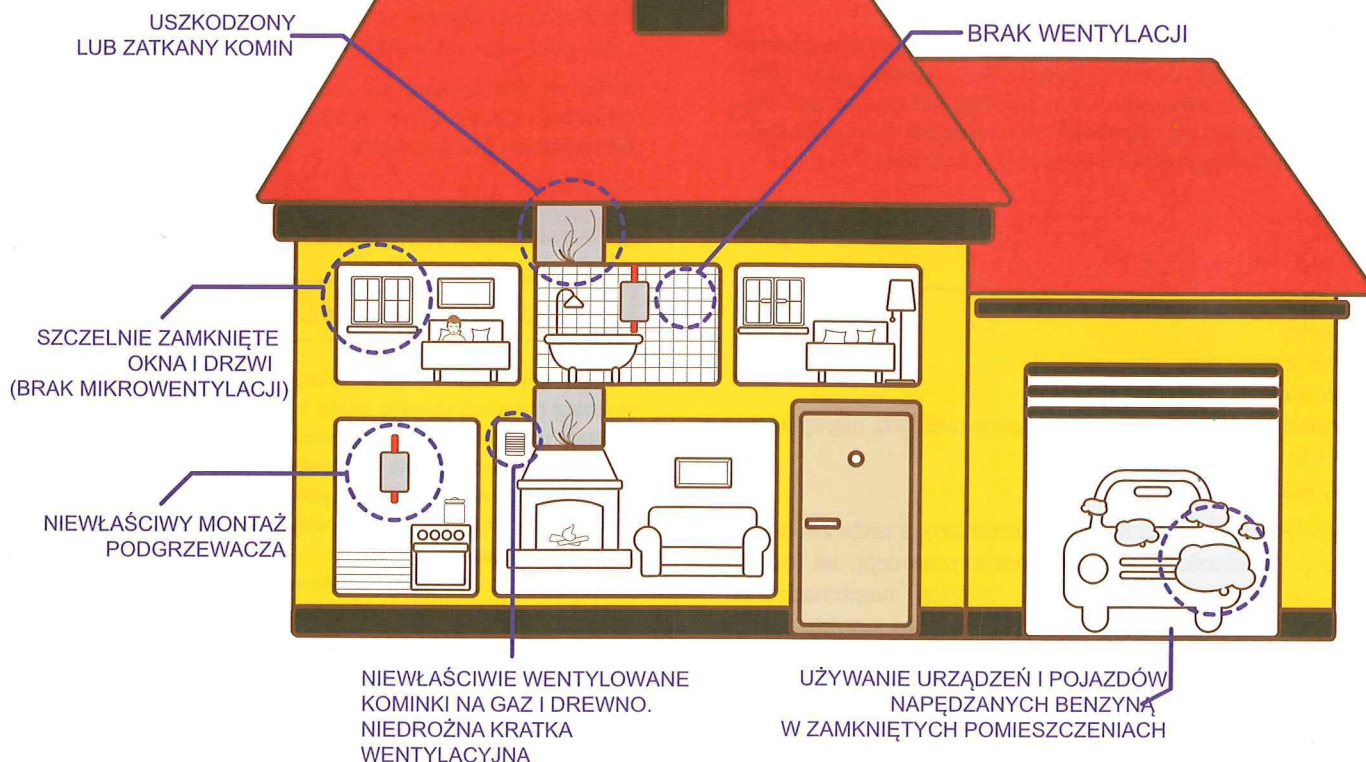 USZKODZONY
LUB ZATKANY KOMIN
BRAK WENTYLACJI
SZCZELNIE ZAMKNIĘTE
OKNA I DRZWI
(BRAK MIKROWENTYLACJI)
NIEWŁAŚCIWY MONTAŻ
PODGRZEWACZA
NIEWŁAŚCIWIE WENTYLOWANE
KOMINKI NA GAZ I DREWNO.
NIEDROŻNA KRATKA
WENTYLACYJNA
UŻYWANIE URZĄDZEŃ I POJAZDÓW
NAPĘDZANYCH BENZYNĄ
W ZAMKNIĘTYCH POMIESZCZENIACH